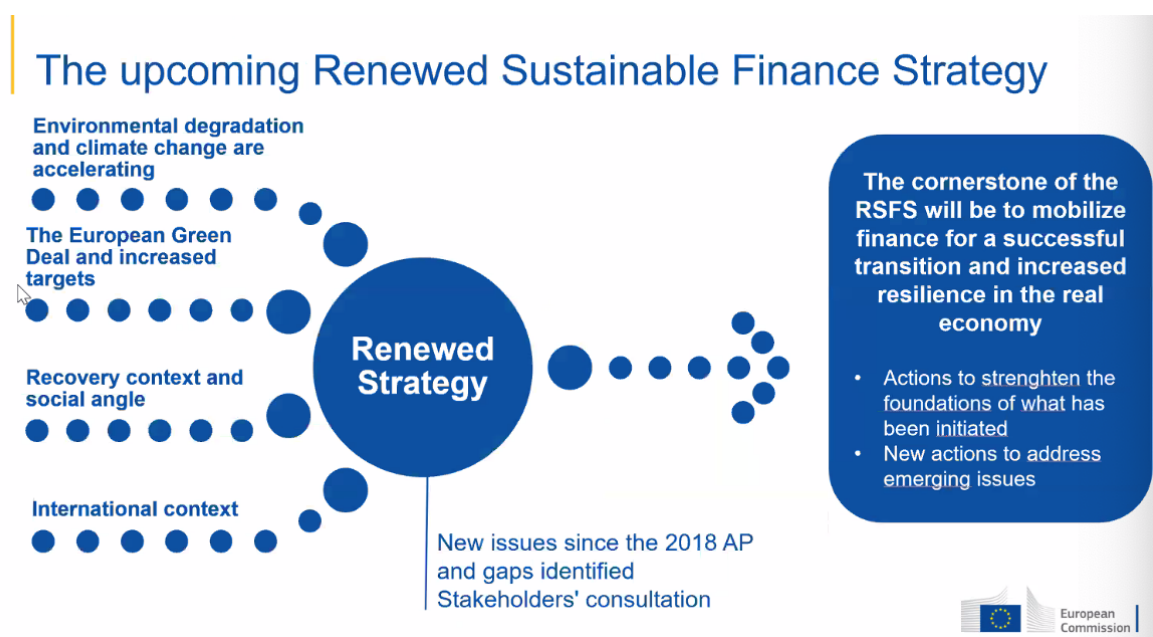 The upcoming Renewed Sustainable Finance Strategy
Environmental degradation
and climate change are
accelerating
The European Green
Deal and increased
targets
Recovery context and
social angle
International context
Renewed
Strategy
New issues since the 2018 AP
and gaps identified
Stakeholders' consultation
The cornerstone of the
RSFS will be to mobilize
finance for a successful
transition and increased
resilience in the real
economy
• Actions to strenghten the
foundations of what has
been initiated
• New actions to address
emerging issues
European
Commission